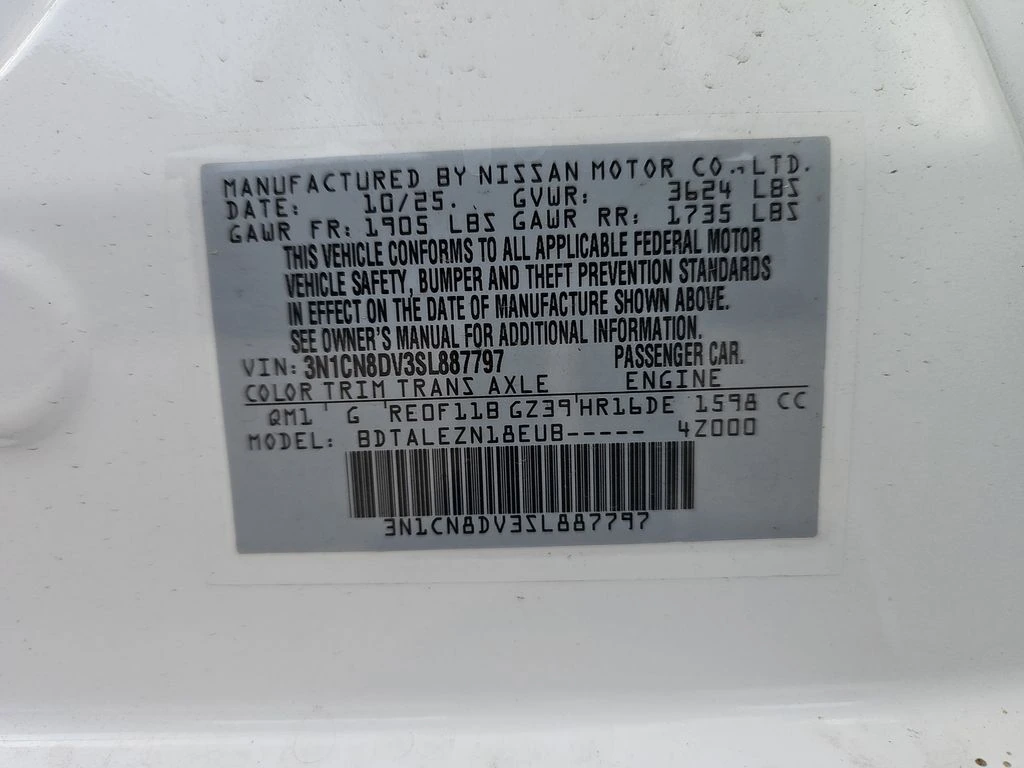 MANUFACTURED BY NISSAN MOTOR CO., LTD.
DATE: 10/25. GVWR: 3624 LBS
GAWR FR: 1905 LBS GAWR RR: 1735 LBS
THIS VEHICLE CONFORMS TO ALL APPLICABLE FEDERAL MOTOR
VEHICLE SAFETY, BUMPER AND THEFT PREVENTION STANDARDS
IN EFFECT ON THE DATE OF MANUFACTURE SHOWN ABOVE.
SEE OWNER'S MANUAL FOR ADDITIONAL INFORMATION.
VIN: 3N1CN8DV3SL887797 PASSENGER CAR.
COLOR TRIM TRANS AXLE ENGINE
QM1 G RE0F11B GZ39 HR16DE 1598 CC
MODEL: BDTALEZN18EUB----- 4Z000
3N1CN8DV3SL887797